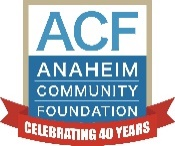 ACF
ANAHEIM
COMMUNITY
FOUNDATION
CELEBRATING 40 YEARS